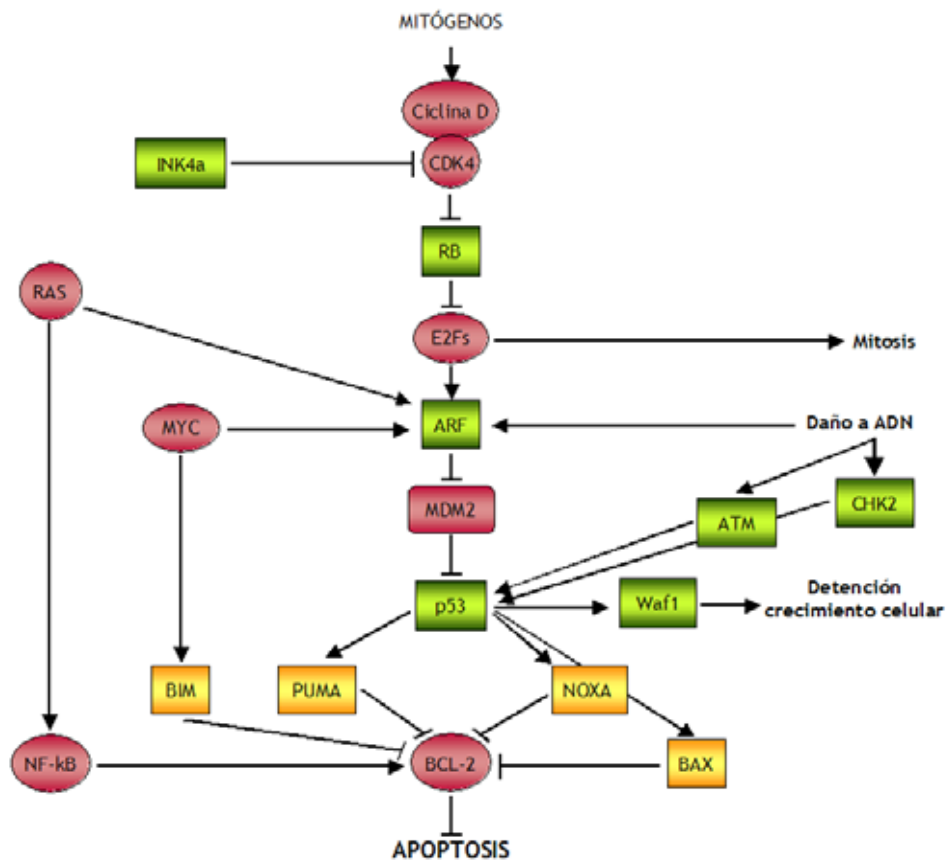 MITÓGENOS
Ciclina D
INK4a
CDK4
RB
RAS
E2Fs
Mitosis
MYC
ARF
Daño a ADN
MDM2
ATM
CHK2
p53
Waf1
Detención
crecimiento celular
BIM
PUMA
NOXA
NF-kB
BCL-2
BAX
APOPTOSIS